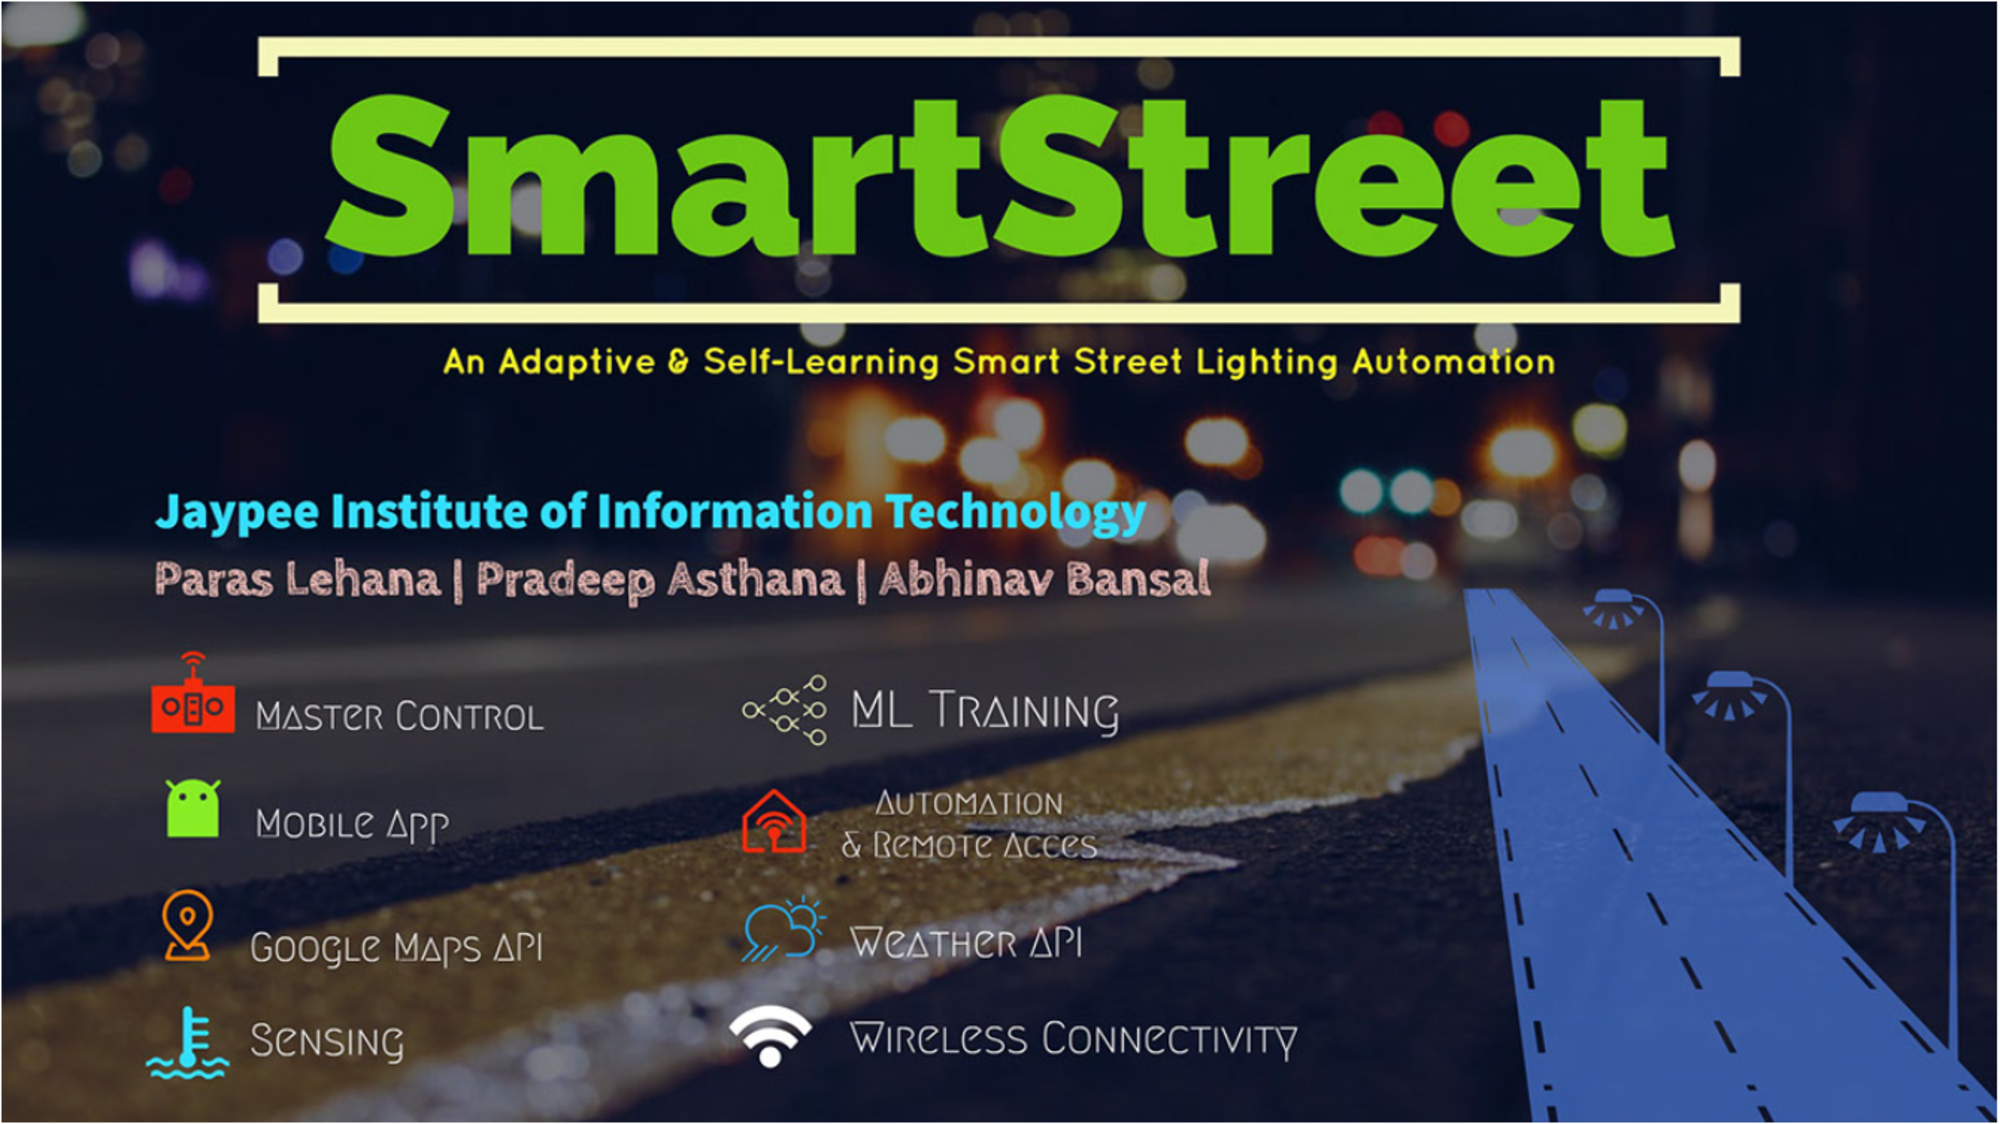 SmartStreet
An Adaptive & Self-Learning Smart Street Lighting Automation
Jaypee Institute of Information Technology
Paras Lehana | Pradeep Asthana | Abhinav Bansal
Master Control
ML Training
Mobile App
Automation
& Remote Acces
Google Maps API
Weather API
Sensing
Wireless Connectivity